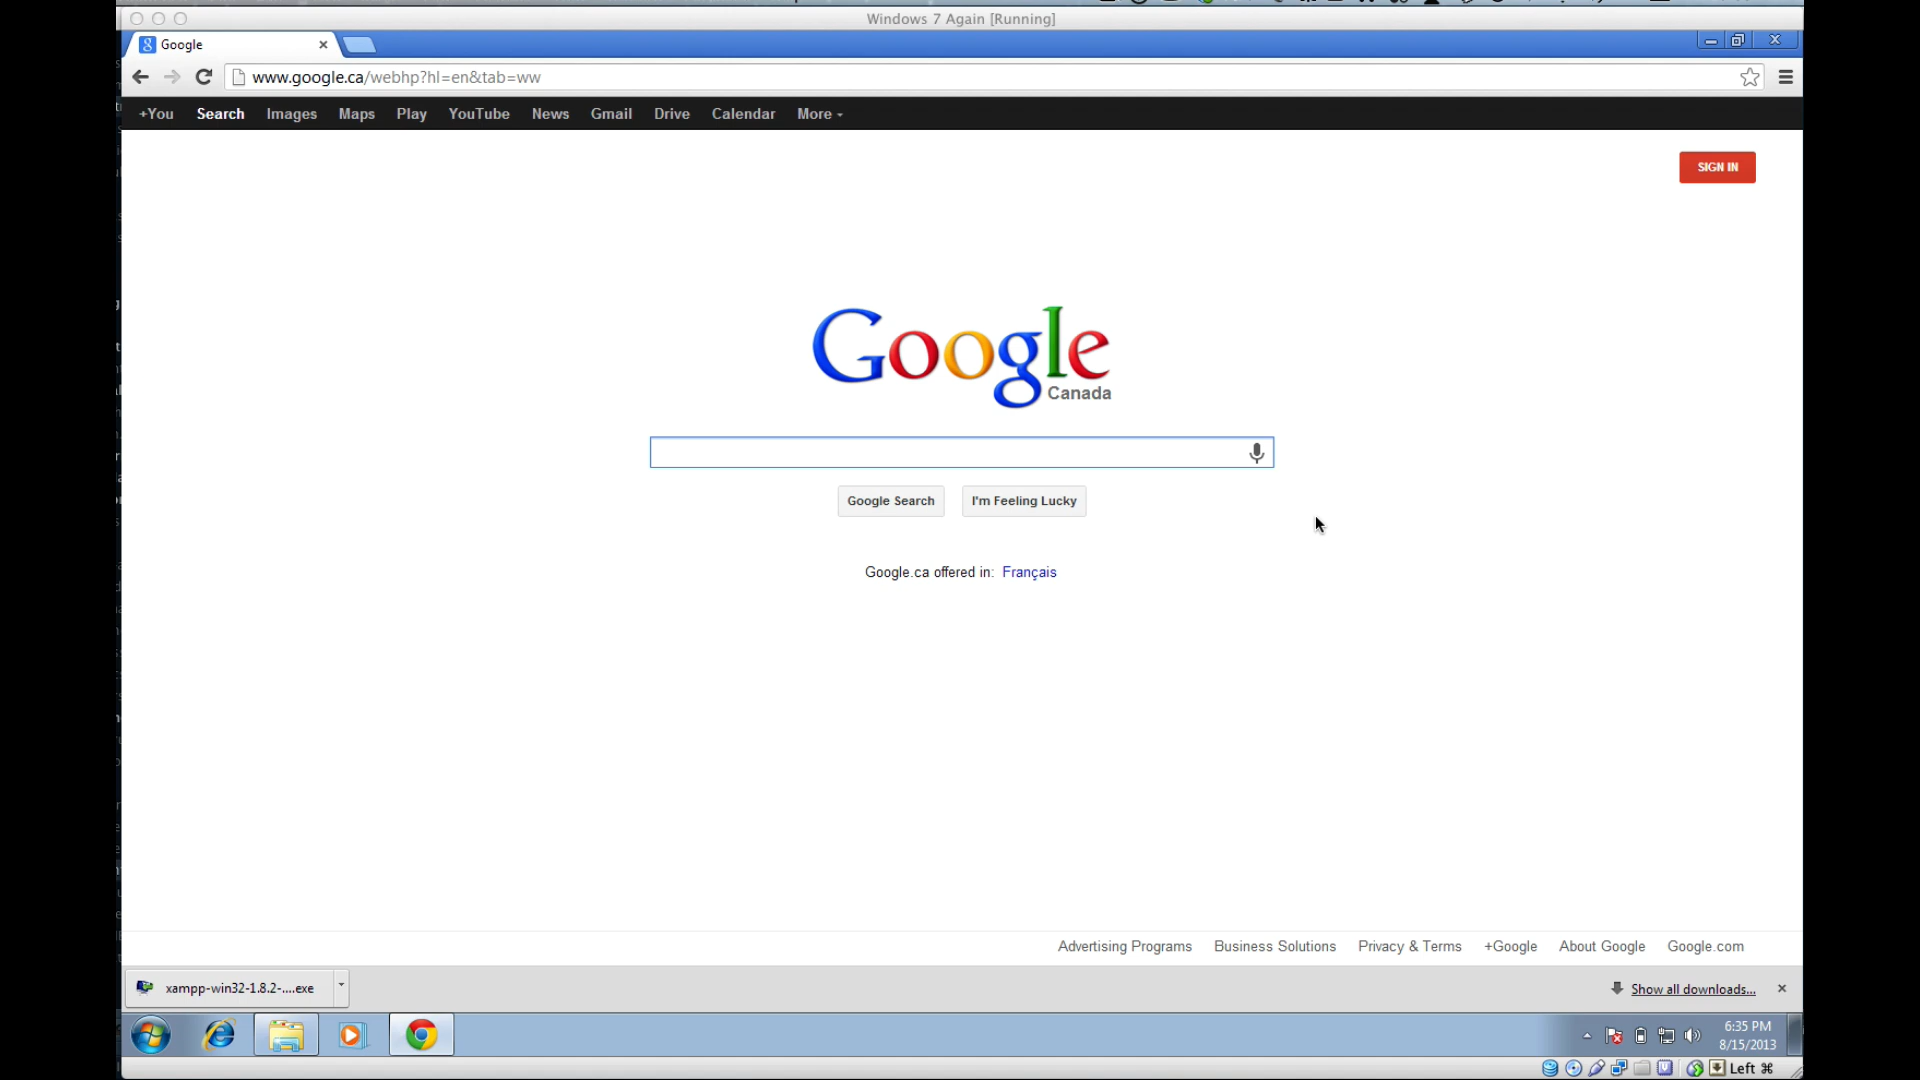 Windows 7 Again [Running]
Google
www.google.ca/webhp?hl=en&tab=ww
+You Search Images Maps Play YouTube News Gmail Drive Calendar More
SIGN IN
Google
Canada
Google Search I'm Feeling Lucky
Google.ca offered in: Français
Advertising Programs Business Solutions Privacy & Terms +Google About Google Google.com
xampp-win32-1.8.2-....exe
Show all downloads...
6:35 PM
8/15/2013
Left ⌘